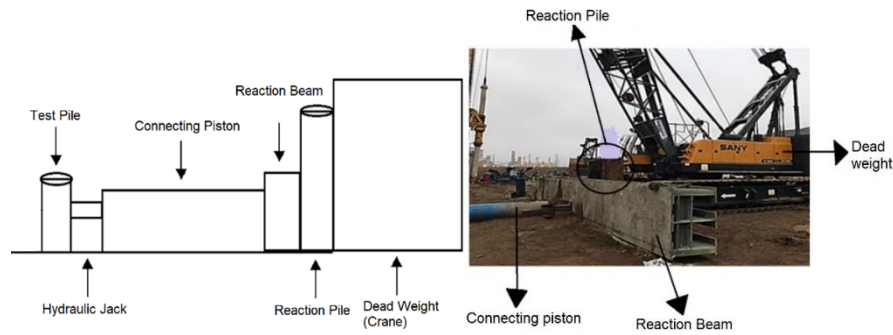 Test Pile
Connecting Piston
Reaction Beam
Hydraulic Jack
Reaction Pile
Dead Weight
(Crane)
Reaction Pile
SANY
Dead
weight
Connecting piston
Reaction Beam